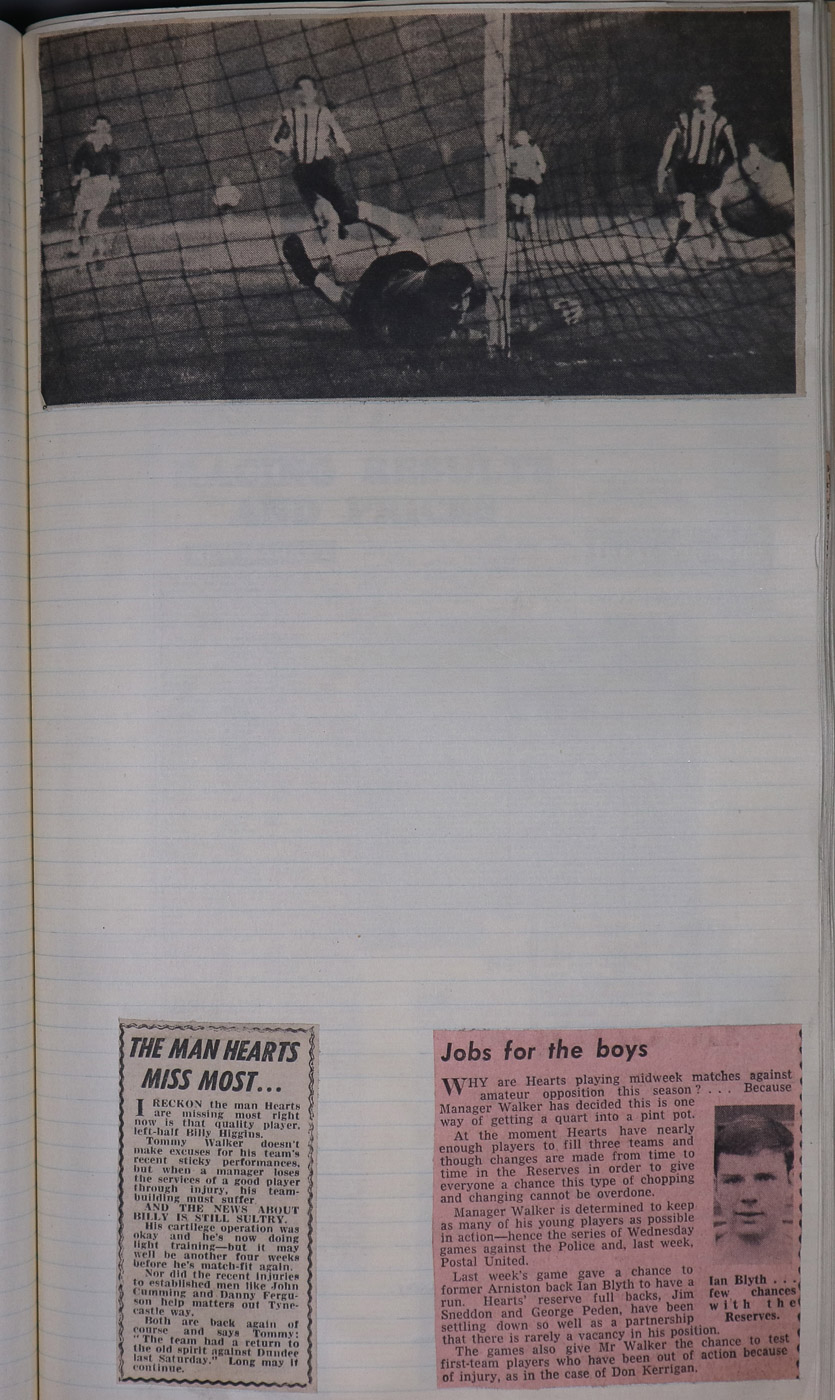 THE MAN HEARTS
MISS MOST...
I RECKON the man Hearts
are missing most right
now is that quality player,
left-half Billy Higgins.
Tommy Walker doesn't
make excuses for his team's
recent sticky performances,
but when a manager loses
the services of a good player
through injury, his team-
building must suffer
AND THE NEWS ABOUT
BILLY IS STILL SULTRY.
His cartilege operation was
okay and he's now doing
light training—but it may
well be another four weeks
before he's match-fit again.
Nor did the recent injuries
to established men like John
Cumming and Danny Fergu-
son help matters out Tyne-
castle way.
Both are back again of
course and says Tommy:
"The team had a return to
the old spirit against Dundee
last Saturday." Long may it
continue.
Jobs for the boys
WHY are Hearts playing midweek matches against
amateur opposition this season? . . . Because
Manager Walker has decided this is one
way of getting a quart into a pint pot.
At the moment Hearts have nearly
enough players to fill three teams and
though changes are made from time to
time in the Reserves in order to give
everyone a chance this type of chopping
and changing cannot be overdone.
Manager Walker is determined to keep
as many of his young players as possible
in action—hence the series of Wednesday
games against the Police and, last week,
Postal United.
Last week's game gave a chance to
former Arniston back Ian Blyth to have a
run. Hearts' reserve full backs, Jim
Sneddon and George Peden, have been
settling down so well as a partnership
that there is rarely a vacancy in his position.
The games also give Mr Walker the chance to test
first-team players who have been out of action because
of injury, as in the case of Don Kerrigan.
Ian Blyth . . .
few chances
with the
Reserves.